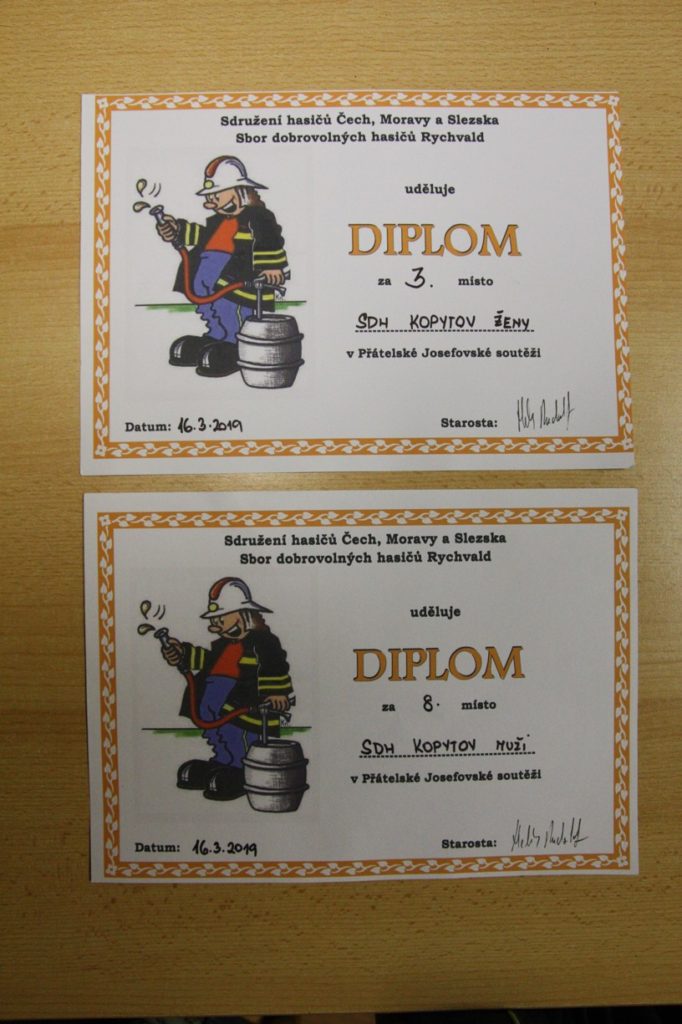 Sdružení hasičů Čech, Moravy a Slezska
Sbor dobrovolných hasičů Rychvald
uděluje
DIPLOM
za 3. místo
SDH KOPYTOV ŽENY
v Přátelské Josefovské soutěži
Datum: 16.3.2019 Starosta:
Sdružení hasičů Čech, Moravy a Slezska
Sbor dobrovolných hasičů Rychvald
uděluje
DIPLOM
za 8. místo
SDH KOPYTOV MUŽI
v Přátelské Josefovské soutěži
Datum: 16.3.2019 Starosta: